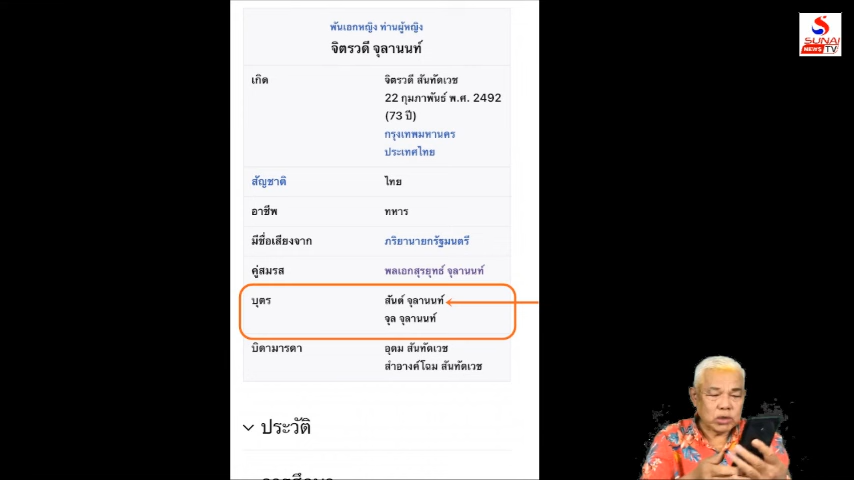 พันเอกหญิง ท่านผู้หญิง
จิตรวดี จุลานนท์
เกิด
จิตรวดี สันทัดเวช
22 กุมภาพันธ์ พ.ศ. 2492
(73 ปี)
กรุงเทพมหานคร
ประเทศไทย
สัญชาติ
ไทย
อาชีพ
ทหาร
มีชื่อเสียงจาก
ภริยานายกรัฐมนตรี
คู่สมรส
พลเอกสุรยุทธ์ จุลานนท์
บุตร
สันต์ จุลานนท์
จุล จุลานนท์
บิดามารดา
อุดม สันทัดเวช
สำอางค์โฉม สันทัดเวช
ประวัติ
SUNAI
NEWS TV